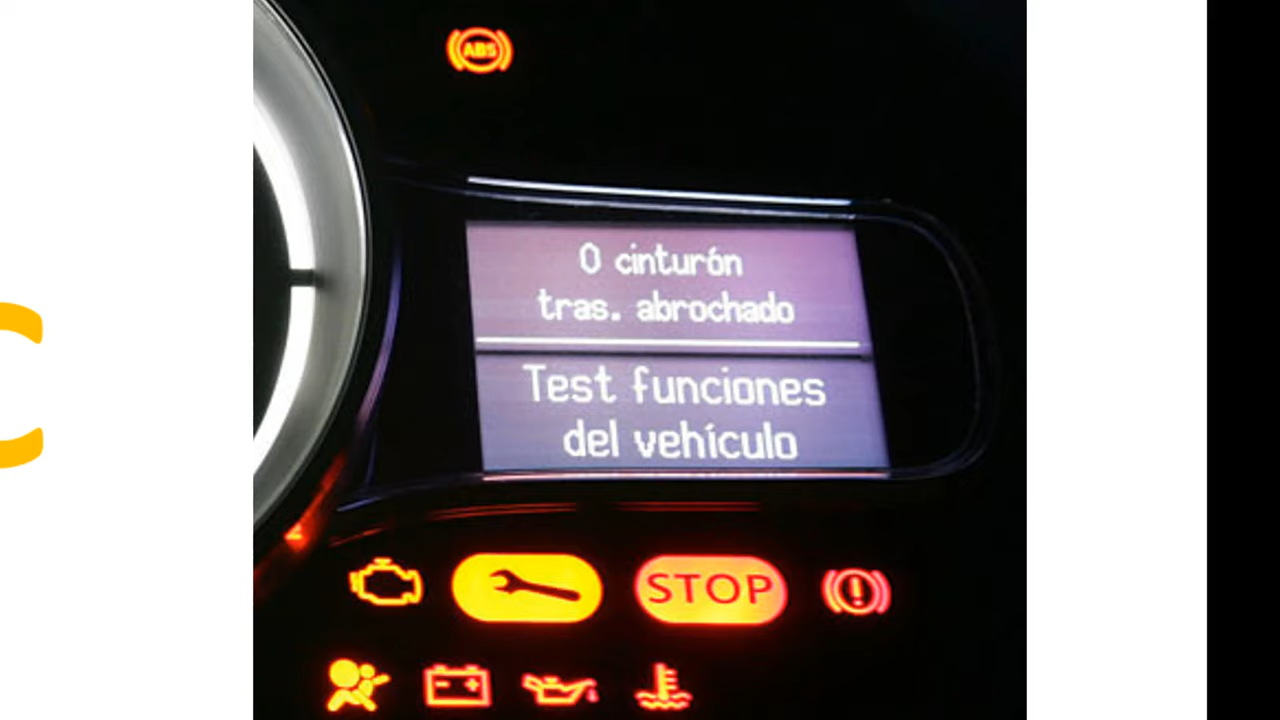 ABS
0 cinturón
tras. abrochado
Test funciones
del vehículo
STOP